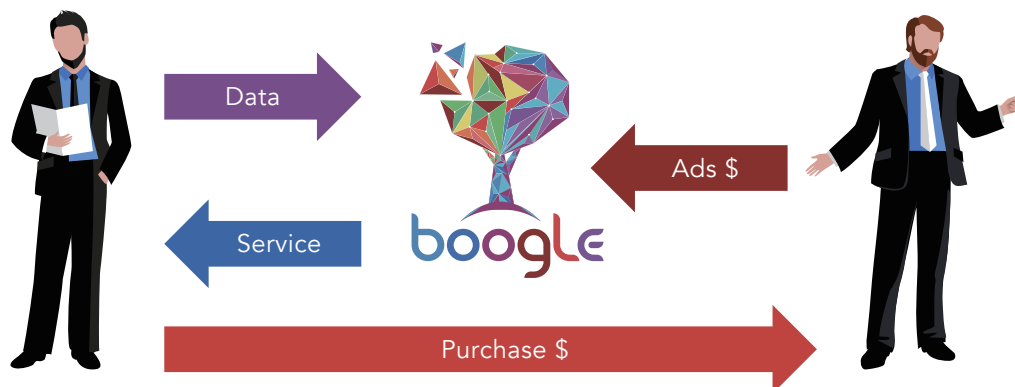 Data
Ads $
Service
boogle
Purchase $